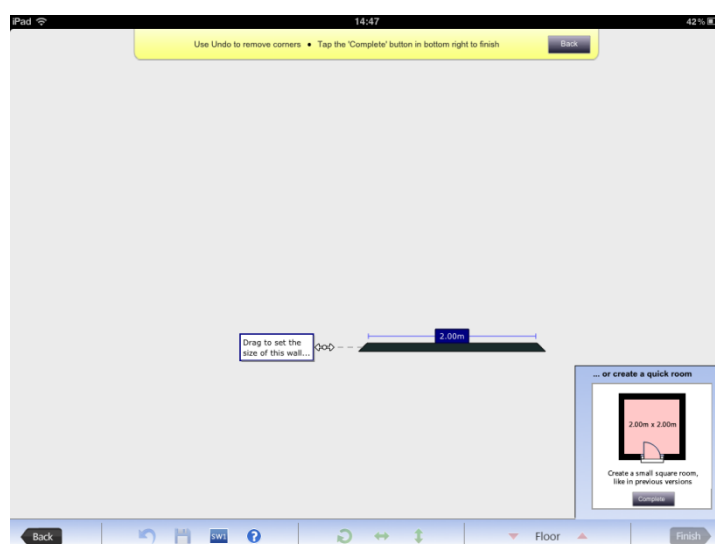 iPad 14:47 42%
Use Undo to remove corners • Tap the 'Complete' button in bottom right to finish Back
2.00m
Drag to set the
size of this wall...
... or create a quick room
2.00m x 2.00m
Create a small square room,
like in previous versions
Complete
Back SW1 ? Floor Finish